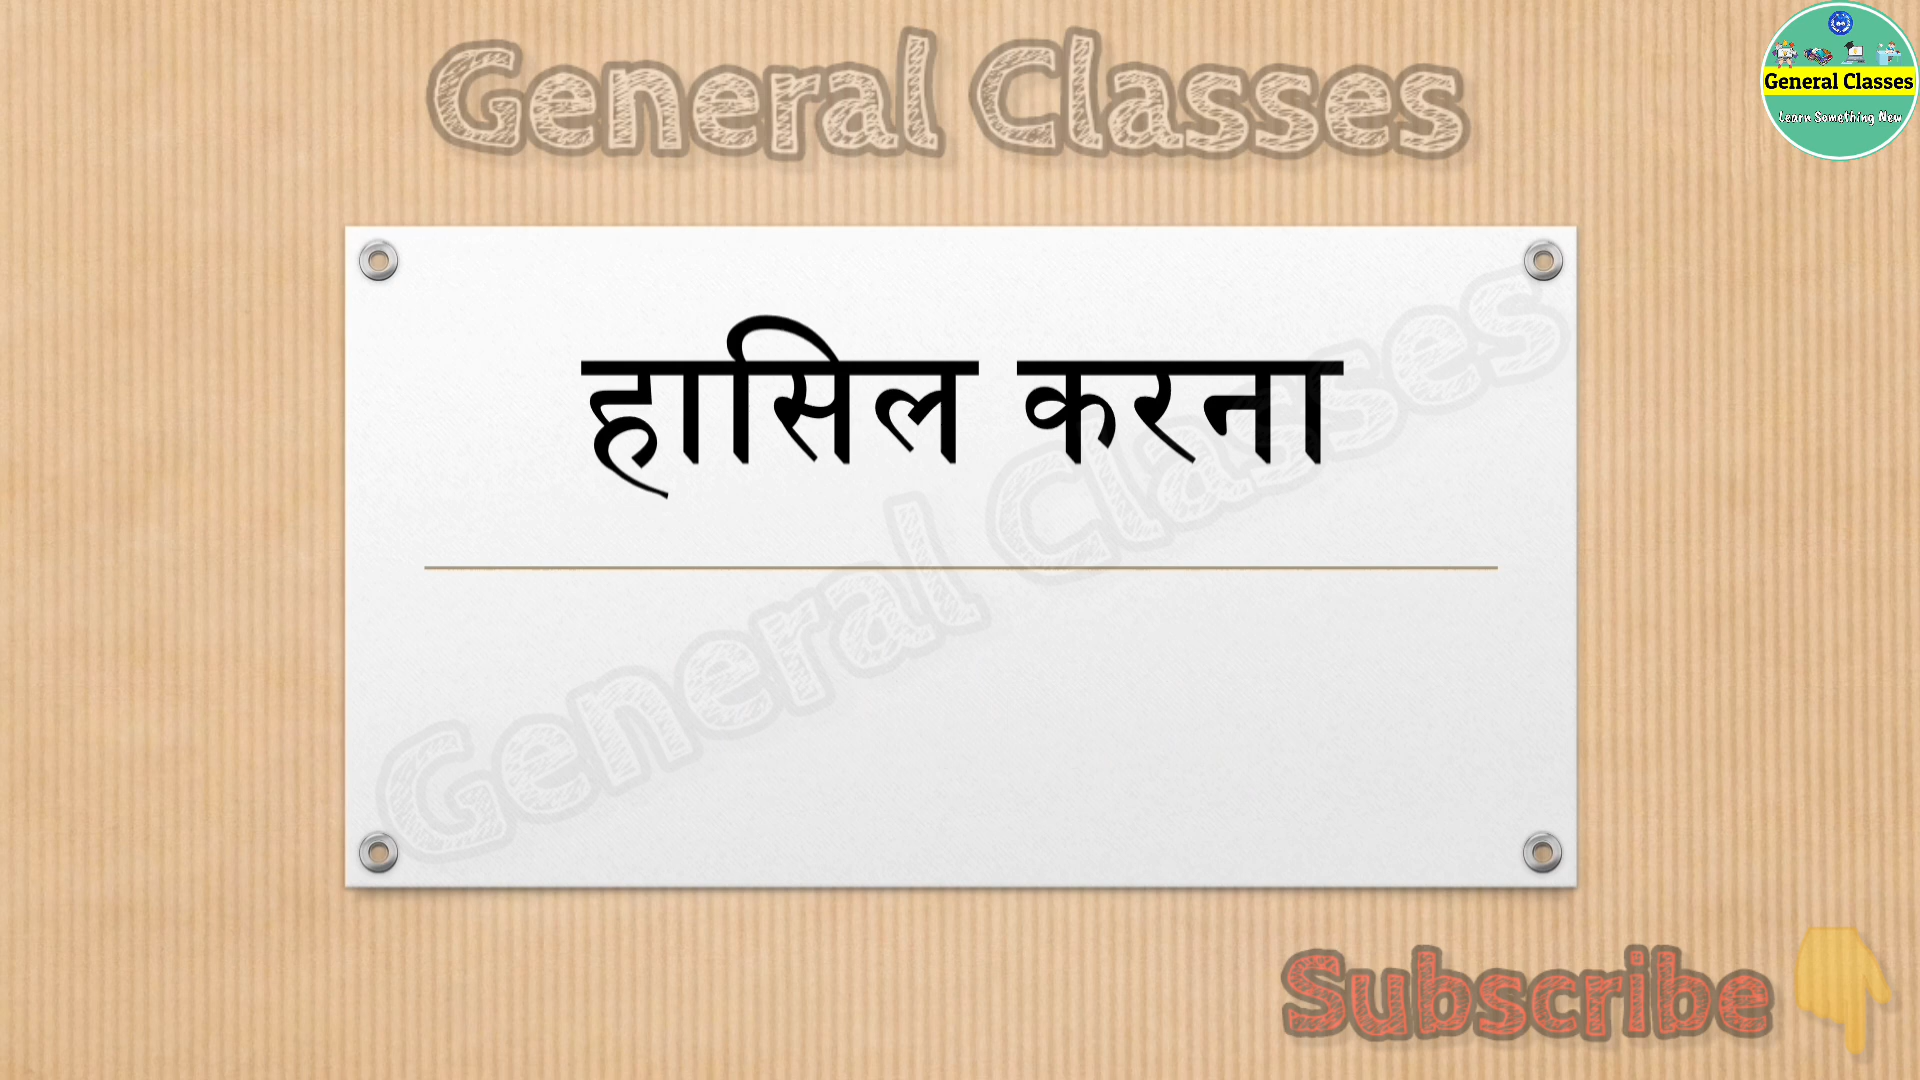 General Classes
General Classes
Learn Something New
हासिल करना
General Classes
Subscribe